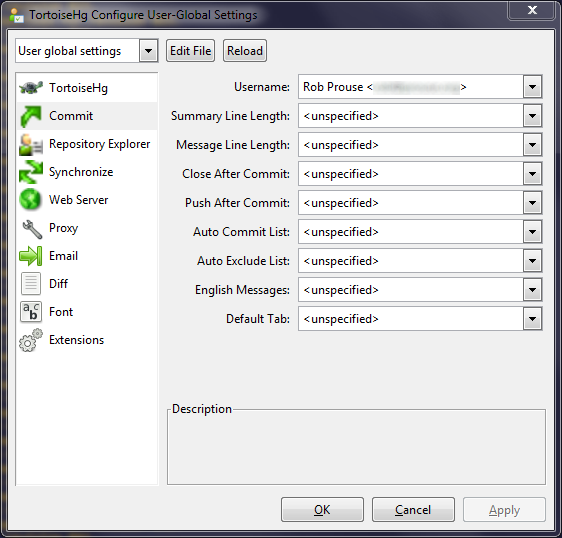 TortoiseHg Configure User-Global Settings
User global settings
Edit File
Reload
TortoiseHg
Commit
Repository Explorer
Synchronize
Web Server
Proxy
Email
Diff
Font
Extensions
Username: Rob Prouse < >
Summary Line Length: <unspecified>
Message Line Length: <unspecified>
Close After Commit: <unspecified>
Push After Commit: <unspecified>
Auto Commit List: <unspecified>
Auto Exclude List: <unspecified>
English Messages: <unspecified>
Default Tab: <unspecified>
Description
OK
Cancel
Apply